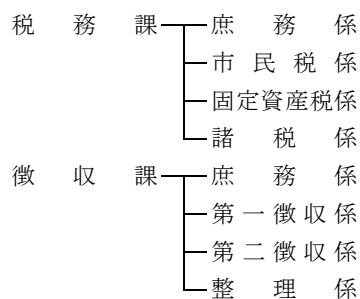 税務課 庶務係
市民税係
固定資産税係
諸税係
徴収課 庶務係
第一徴収係
第二徴収係
整理係